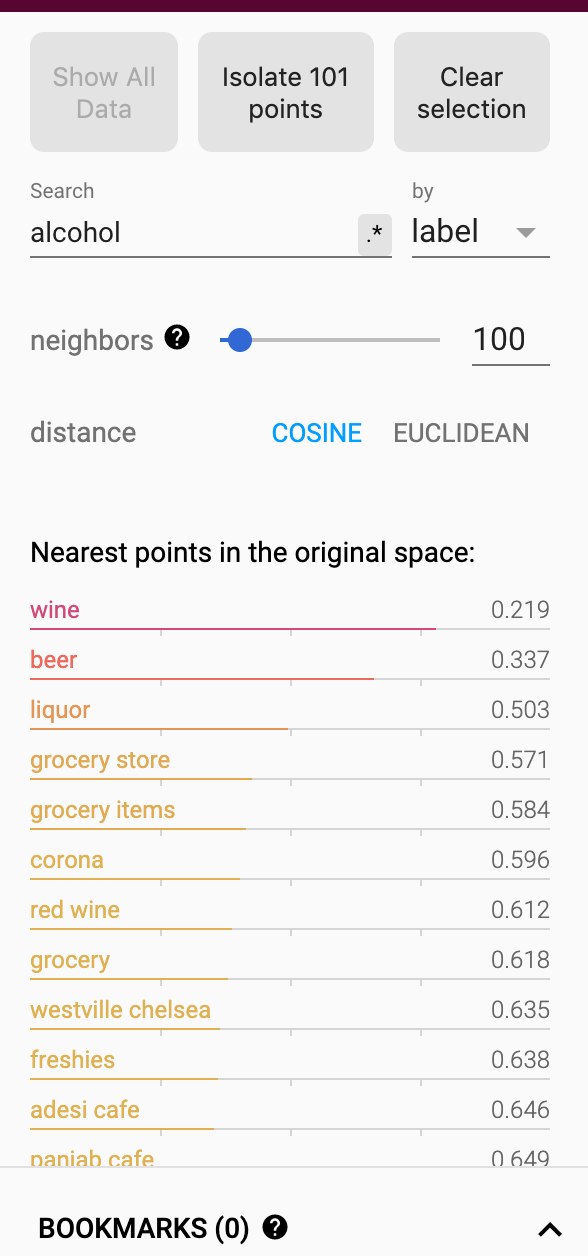 Show All Data
Isolate 101 points
Clear selection
Search
by
alcohol .* label
neighbors ? 100
distance COSINE EUCLIDEAN
Nearest points in the original space:
wine 0.219
beer 0.337
liquor 0.503
grocery store 0.571
grocery items 0.584
corona 0.596
red wine 0.612
grocery 0.618
westville chelsea 0.635
freshies 0.638
adesi cafe 0.646
panjab cafe 0.649
BOOKMARKS (0) ?